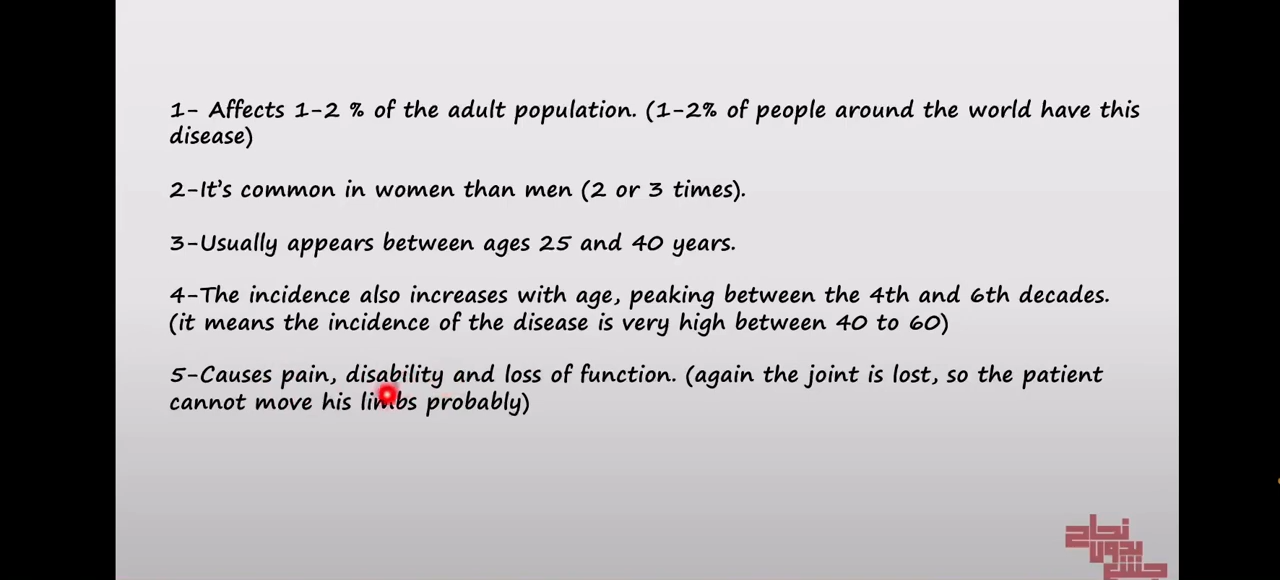 1- Affects 1-2 % of the adult population. (1-2% of people around the world have this
disease)
2-It's common in women than men (2 or 3 times).
3-Usually appears between ages 25 and 40 years.
4-The incidence also increases with age, peaking between the 4th and 6th decades.
(it means the incidence of the disease is very high between 40 to 60)
5-Causes pain, disability and loss of function. (again the joint is lost, so the patient
cannot move his limbs probably)
نجاح
بدون